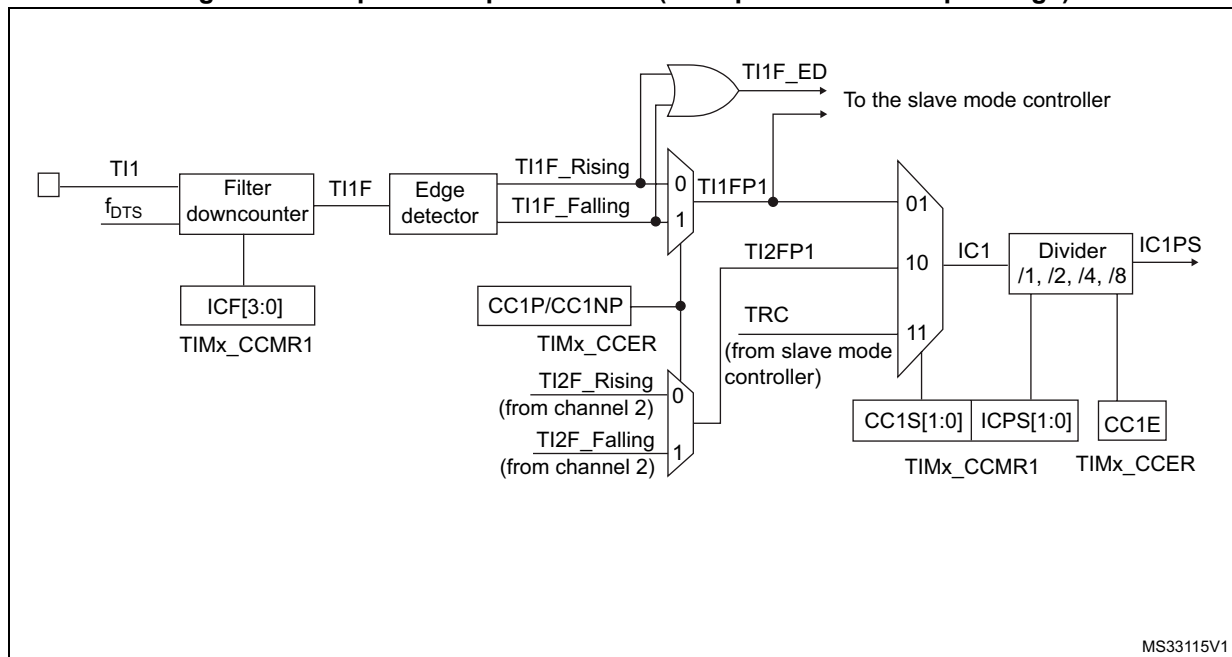 TI1F_ED
To the slave mode controller
TI1
f_DTS
Filter
downcounter
TI1F
Edge
detector
TI1F_Rising
TI1F_Falling
0
1
TI1FP1
TI2FP1
01
10
11
IC1
Divider
/1, /2, /4, /8
IC1PS
ICF[3:0]
TIMx_CCMR1
CC1P/CC1NP
TIMx_CCER
TRC
(from slave mode
controller)
TI2F_Rising
(from channel 2)
TI2F_Falling
(from channel 2)
0
1
CC1S[1:0]
ICPS[1:0]
TIMx_CCMR1
CC1E
TIMx_CCER
MS33115V1